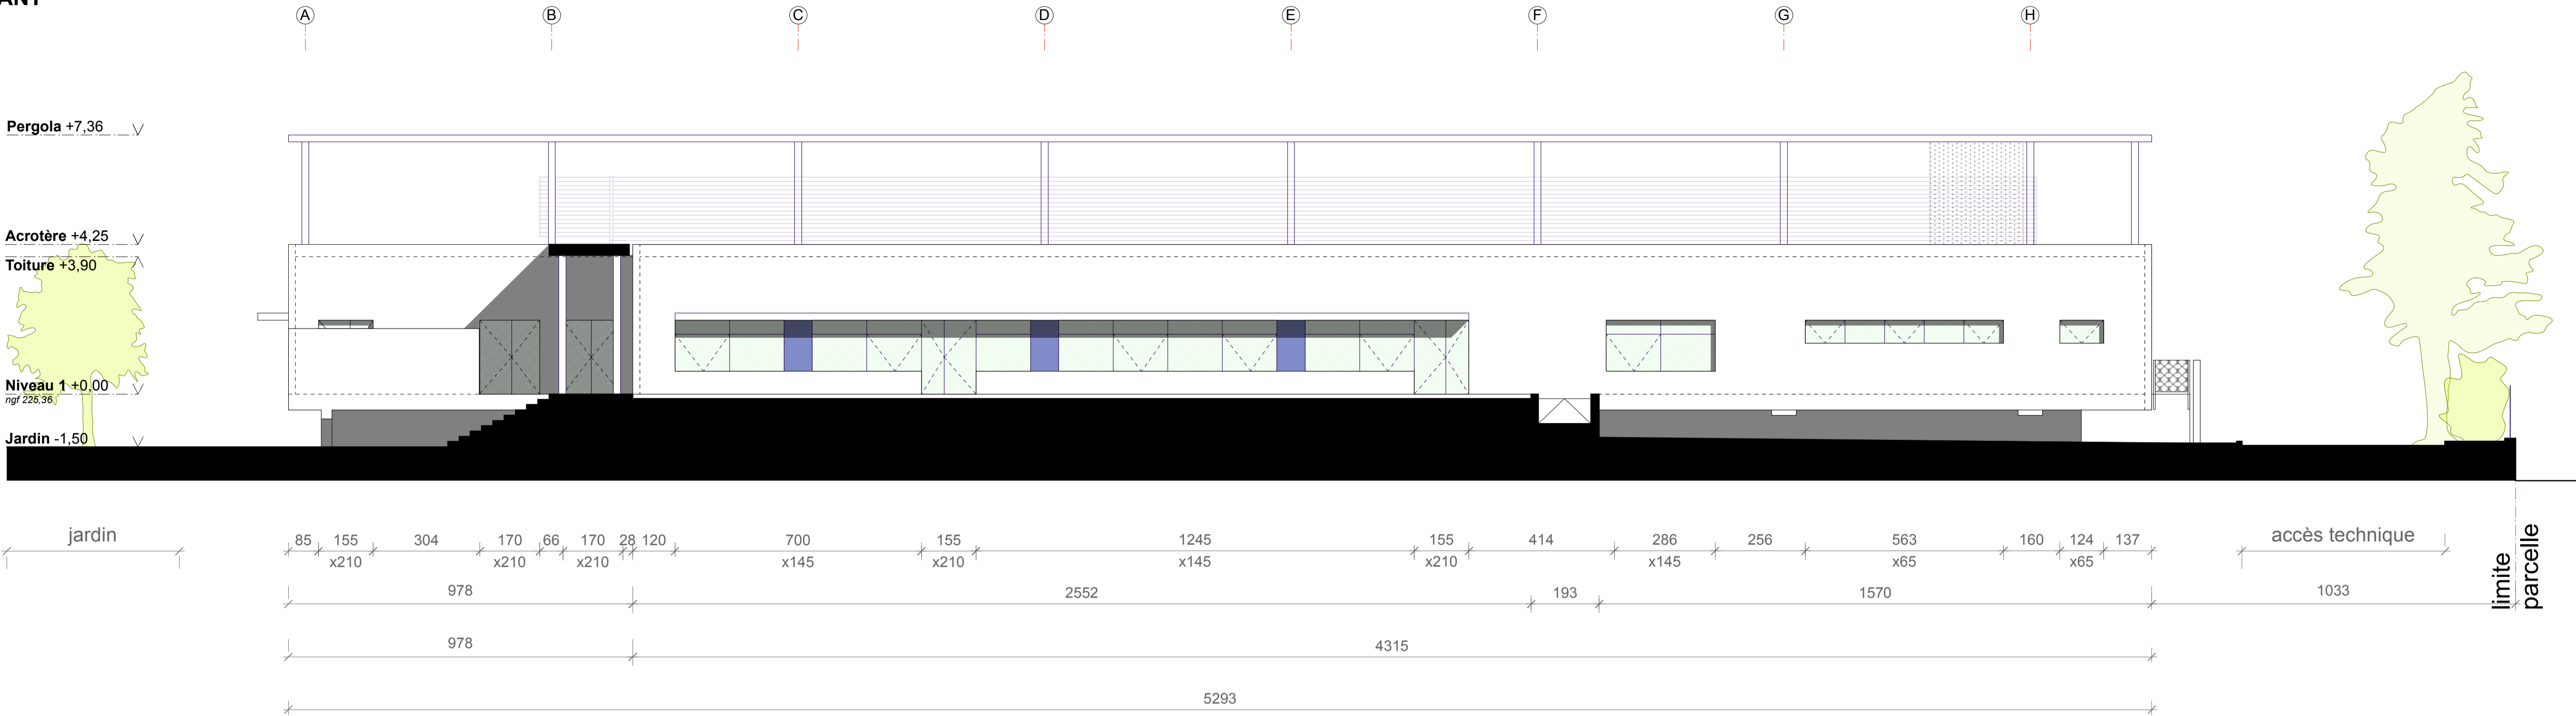 A B C D E F G H
Pergola +7,36
Acrotère +4,25
Toiture +3,90
Niveau 1 +0,00
ngf 225,36
Jardin -1,50
jardin
85 155 304 170 66 170 28 120 700 155 1245 155 414 286 256 563 160 124 137
x210 x210 x210 x145 x210 x145 x210 x145 x65 x65
accès technique
limite
parcelle
978 2552 193 1570 1033
978 4315
5293